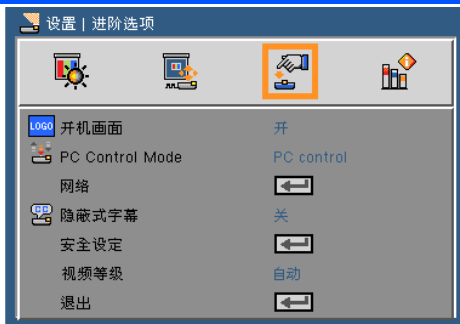 设置 | 进阶选项
LOGO 开机画面 开
PC Control Mode PC control
网络
CC 隐蔽式字幕 关
安全设定
视频等级 自动
退出